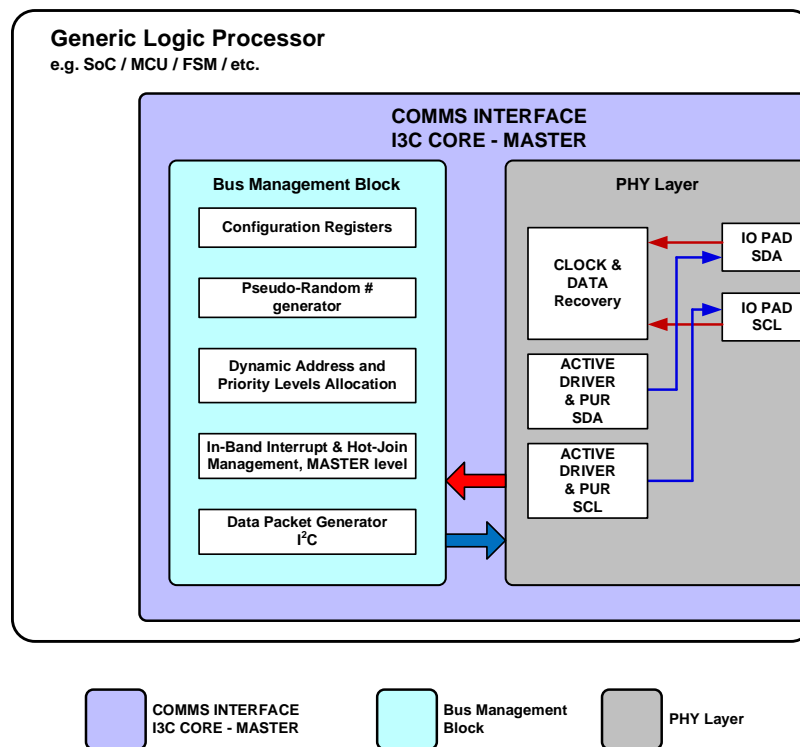 Generic Logic Processor
e.g. SoC / MCU / FSM / etc.
COMMS INTERFACE
I3C CORE - MASTER
Bus Management Block
Configuration Registers
Pseudo-Random #
generator
Dynamic Address and
Priority Levels Allocation
In-Band Interrupt & Hot-Join
Management, MASTER level
Data Packet Generator
I²C
PHY Layer
CLOCK &
DATA
Recovery
ACTIVE
DRIVER
& PUR
SDA
ACTIVE
DRIVER
& PUR
SCL
IO PAD
SDA
IO PAD
SCL
COMMS INTERFACE
I3C CORE - MASTER
Bus Management
Block
PHY Layer